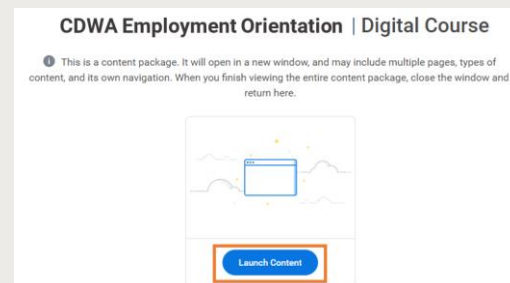 CDWA Employment Orientation | Digital Course
This is a content package. It will open in a new window, and may include multiple pages, types of
content, and its own navigation. When you finish viewing the entire content package, close the window and
return here.
Launch Content